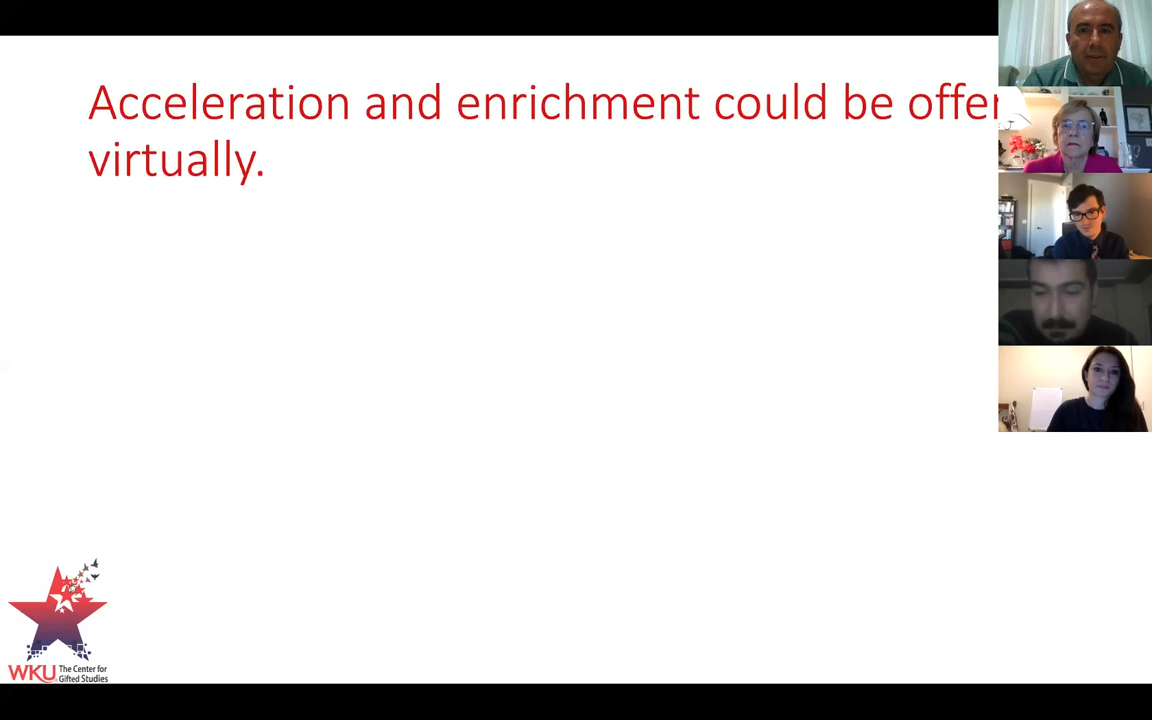 Acceleration and enrichment could be offer
virtually.
WKU The Center for
Gifted Studies